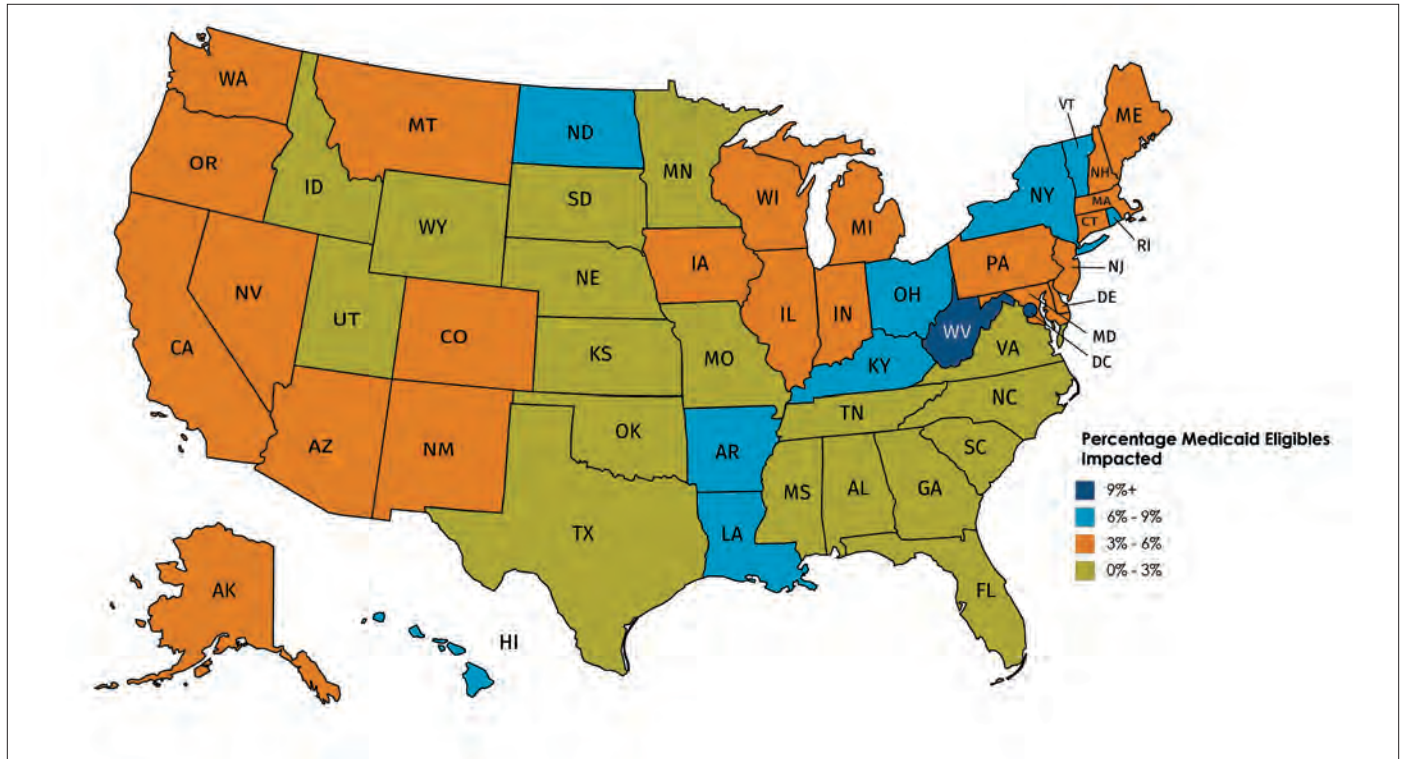 WA
MT
ND
MN
VT
ME
OR
ID
SD
WI
MI
NH
NY
MA
WY
CT
RI
IA
NE
PA
NJ
NV
OH
DE
IL
IN
UT
CO
WV
MD
CA
KS
MO
VA
DC
KY
NC
TN
OK
AZ
NM
AR
SC
MS
AL
GA
TX
LA
FL
AK
HI
Percentage Medicaid Eligibles
Impacted
9%+
6% - 9%
3% - 6%
0% - 3%